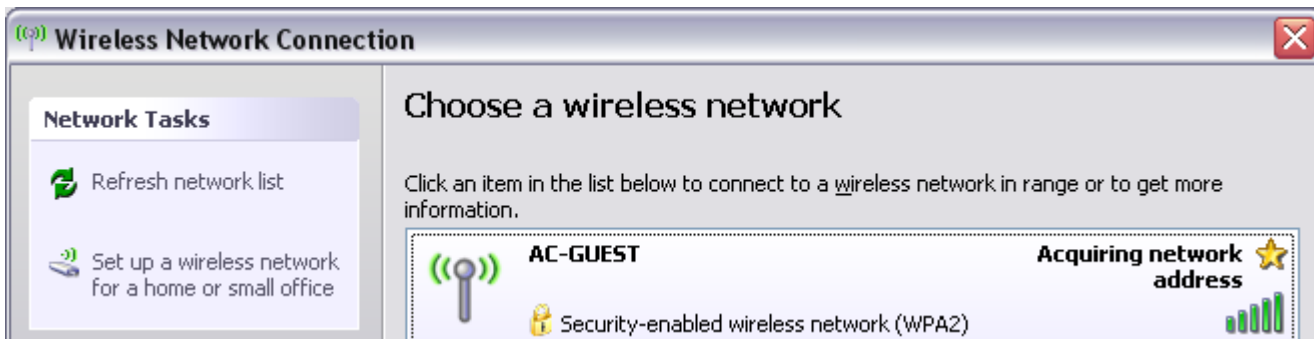 Wireless Network Connection
Network Tasks
Refresh network list
Set up a wireless network
for a home or small office
Choose a wireless network
Click an item in the list below to connect to a wireless network in range or to get more
information.
AC-GUEST
Acquiring network
address
Security-enabled wireless network (WPA2)